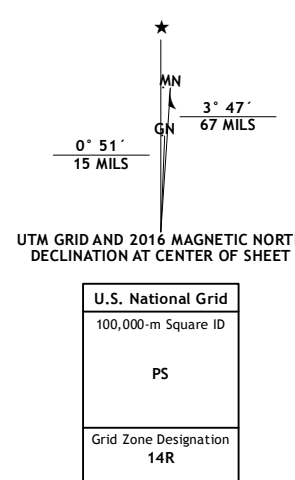 ★
MN
3° 47´
GN
67 MILS
0° 51´
15 MILS
UTM GRID AND 2016 MAGNETIC NORT
DECLINATION AT CENTER OF SHEET
U.S. National Grid
100,000-m Square ID
PS
Grid Zone Designation
14R